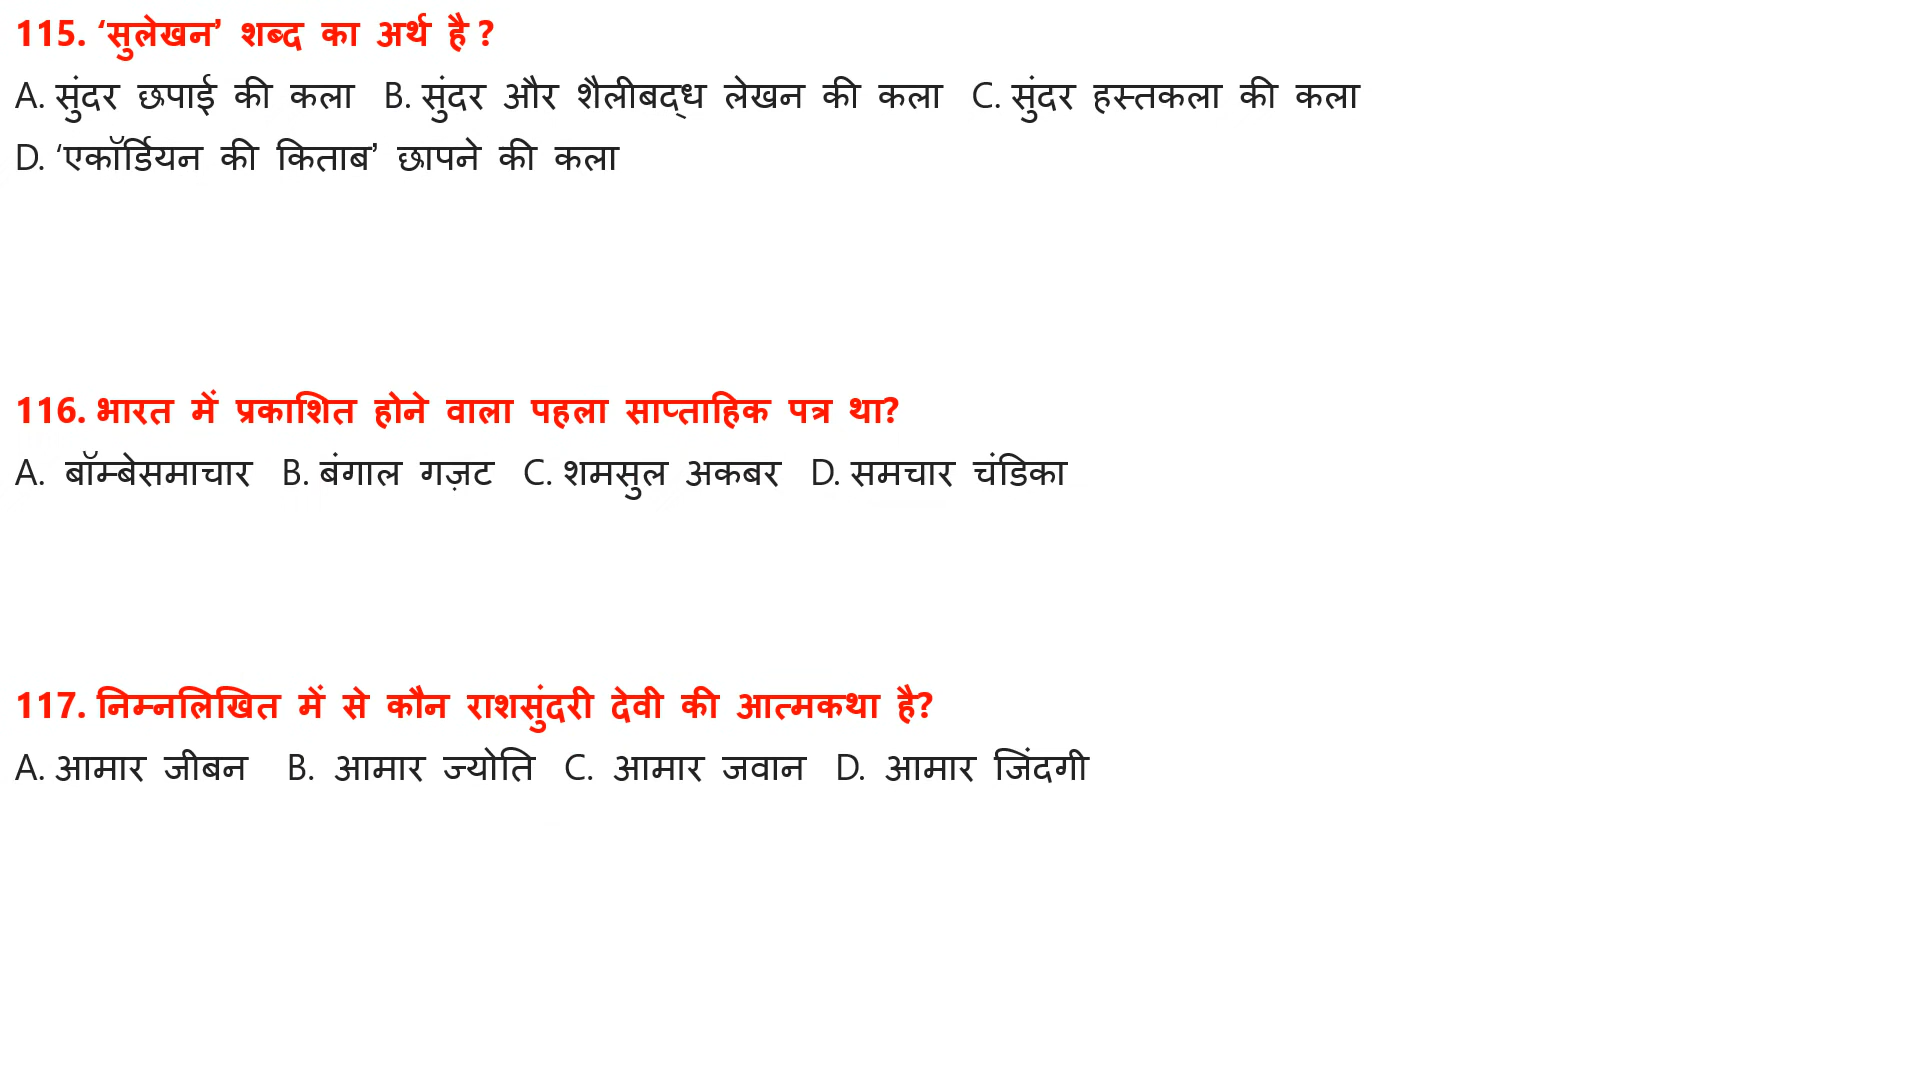 115. ‘सुलेखन’ शब्द का अर्थ है ?
A. सुंदर छपाई की कला B. सुंदर और शैलीबद्ध लेखन की कला C. सुंदर हस्तकला की कला
D. ‘एकॉर्डियन की किताब’ छापने की कला
116. भारत में प्रकाशित होने वाला पहला साप्ताहिक पत्र था?
A. बॉम्बेसमाचार B. बंगाल गज़ट C. शमसुल अकबर D. समचार चंडिका
117. निम्नलिखित में से कौन राशसुंदरी देवी की आत्मकथा है?
A. आमार जीबन B. आमार ज्योति C. आमार जवान D. आमार जिंदगी